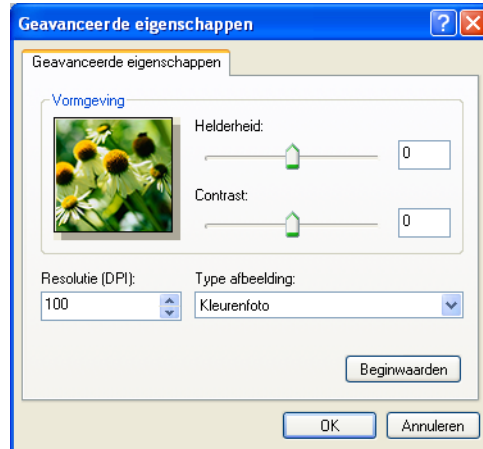 Geavanceerde eigenschappen
Geavanceerde eigenschappen
Vormgeving
Helderheid:
0
Contrast:
0
Resolutie (DPI):
Type afbeelding:
100
Kleurenfoto
Beginwaarden
OK
Annuleren